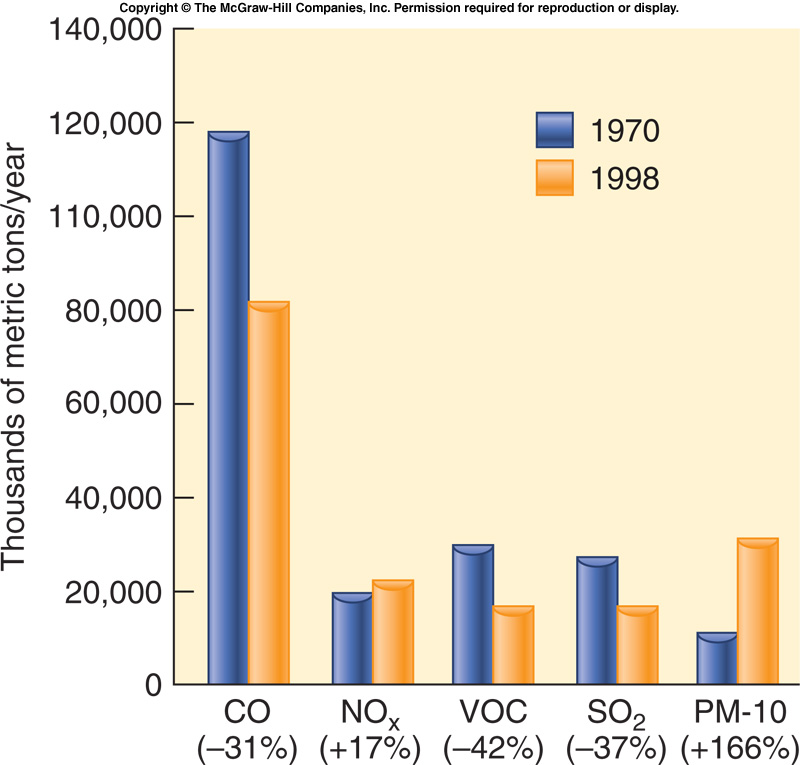 Copyright © The McGraw-Hill Companies, Inc. Permission required for reproduction or display.
140,000
120,000
110,000
80,000
60,000
40,000
20,000
0
Thousands of metric tons/year
1970
1998
CO NOx VOC SO2 PM-10
(–31%) (+17%) (–42%) (–37%) (+166%)